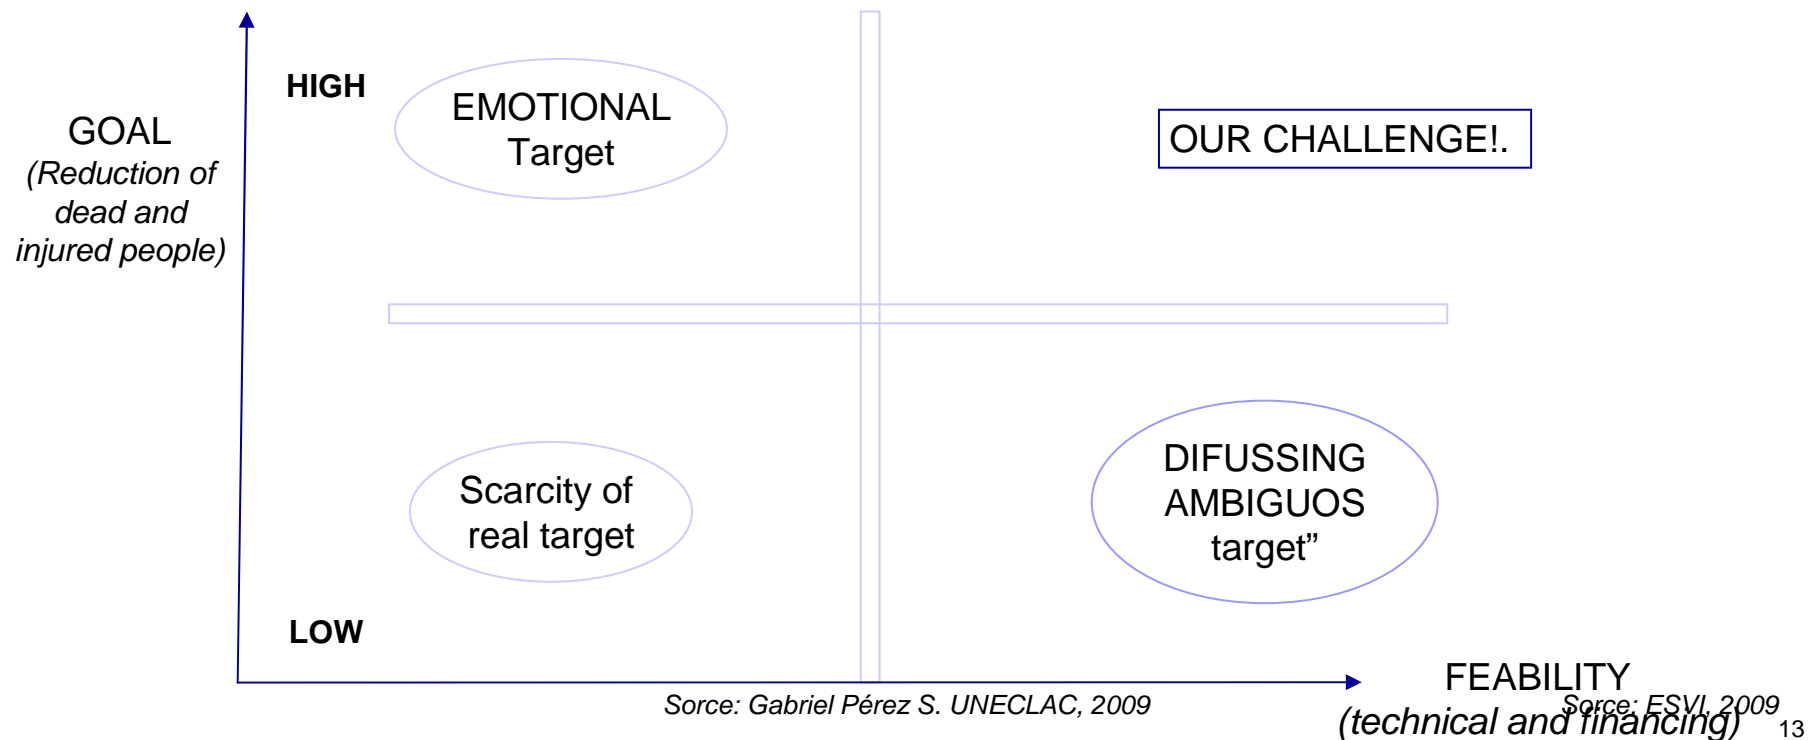 HIGH
GOAL
(Reduction of
dead and
injured people)
EMOTIONAL
Target
OUR CHALLENGE!.
Scarcity of
real target
DIFUSSING
AMBIGUOS
target”
LOW
FEABILITY
(technical and financing)
Sorce: Gabriel Pérez S. UNECLAC, 2009
Sorce: ESVI, 2009
13